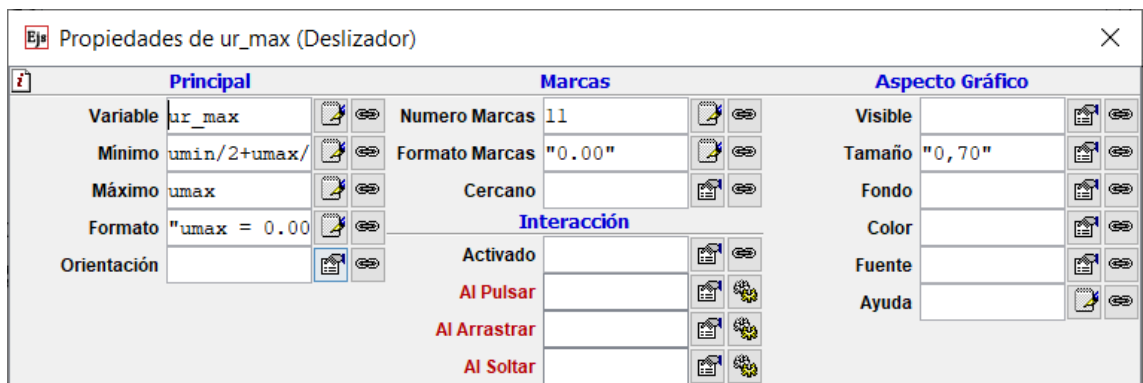 Ejs Propiedades de ur_max (Deslizador)
Principal Marcas Aspecto Gráfico
Variable ur_max Numero Marcas 11 Visible
Mínimo umin/2+umax/ Formato Marcas "0.00" Tamaño "0,70"
Máximo umax Cercano Fondo
Formato "umax = 0.00 Interacción Color
Orientación Activado Fuente
Al Pulsar Ayuda
Al Arrastrar
Al Soltar